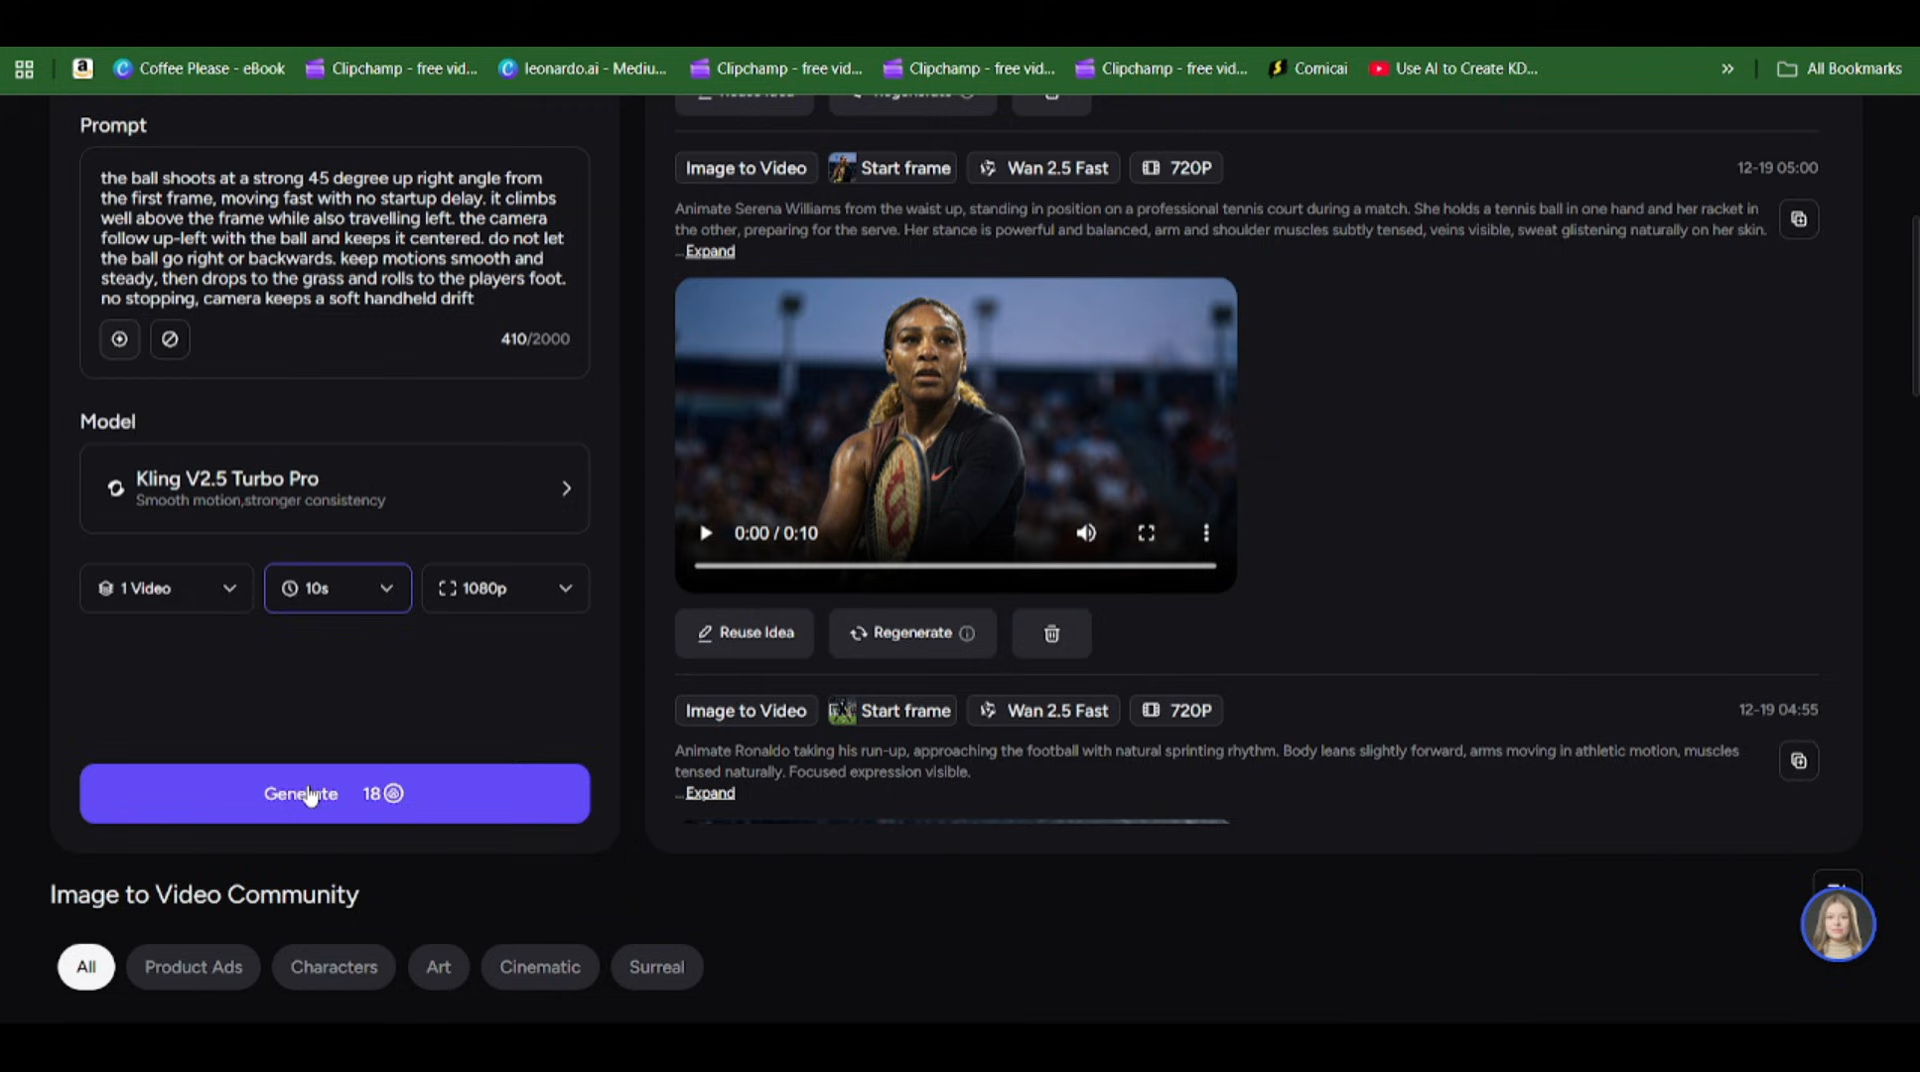 Coffee Please - eBook
Clipchamp - free vid...
leonardo.ai - Mediu...
Clipchamp - free vid...
Clipchamp - free vid...
Clipchamp - free vid...
Comicai
Use AI to Create KD...
»
All Bookmarks
Prompt
the ball shoots at a strong 45 degree up right angle from
the first frame, moving fast with no startup delay. it climbs
well above the frame while also travelling left. the camera
follow up-left with the ball and keeps it centered. do not let
the ball go right or backwards. keep motions smooth and
steady, then drops to the grass and rolls to the players foot.
no stopping, camera keeps a soft handheld drift
410/2000
Model
Kling V2.5 Turbo Pro
Smooth motion,stronger consistency
1 Video
10s
1080p
Generate 18
Image to Video
Start frame
Wan 2.5 Fast
720P
12-19 05:00
Animate Serena Williams from the waist up, standing in position on a professional tennis court during a match. She holds a tennis ball in one hand and her racket in
the other, preparing for the serve. Her stance is powerful and balanced, arm and shoulder muscles subtly tensed, veins visible, sweat glistening naturally on her skin.
...Expand
0:00 / 0:10
Reuse Idea
Regenerate
Image to Video
Start frame
Wan 2.5 Fast
720P
12-19 04:55
Animate Ronaldo taking his run-up, approaching the football with natural sprinting rhythm. Body leans slightly forward, arms moving in athletic motion, muscles
tensed naturally. Focused expression visible.
...Expand
Image to Video Community
All
Product Ads
Characters
Art
Cinematic
Surreal